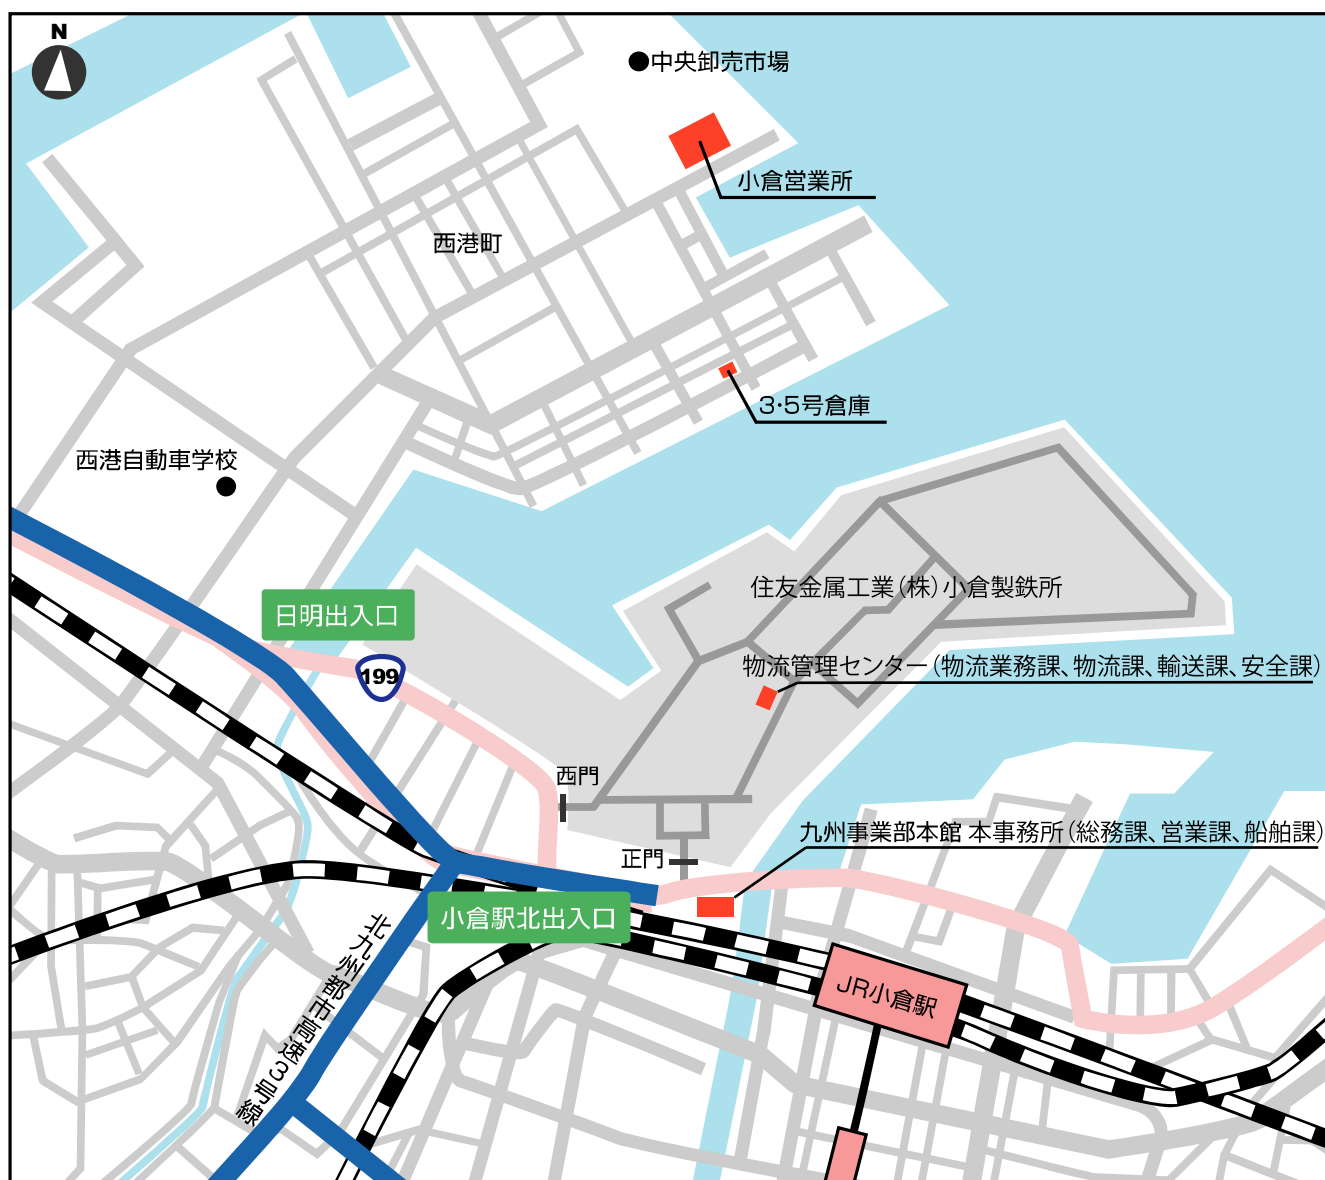 N
中央卸売市場
小倉営業所
西港町
3・5号倉庫
西港自動車学校
住友金属工業(株)小倉製鉄所
日明出入口
199
物流管理センター(物流業務課、物流課、輸送課、安全課)
西門
九州事業部本館 本事務所(総務課、営業課、船舶課)
正門
小倉駅北出入口
北九州都市高速3号線
JR小倉駅